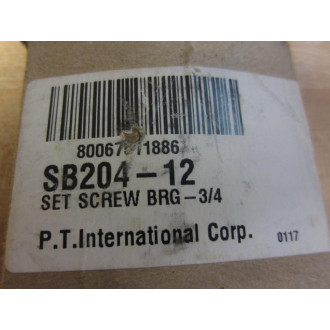 SB204-12
SET SCREW BRG-3/4
P.T.International Corp.
0117